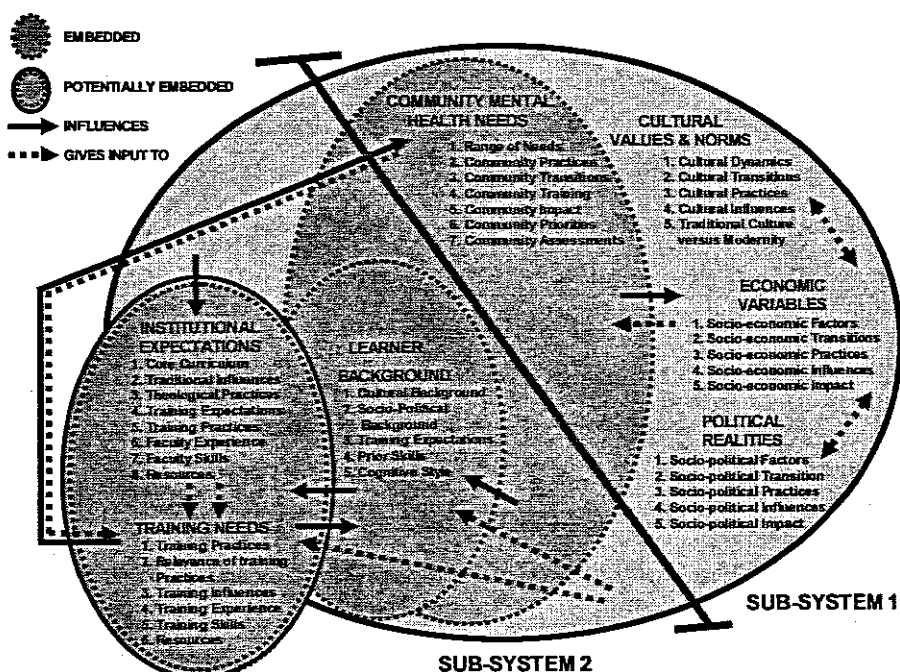 EMBEDDED
POTENTIALLY EMBEDDED
INFLUENCES
GIVES INPUT TO
COMMUNITY MENTAL
HEALTH NEEDS
1. Range of Needs
2. Community Practices
3. Community Transitions
4. Community Training
5. Community Impact
6. Community Priorities
7. Community Assessments
CULTURAL
VALUES & NORMS
1. Cultural Dynamics
2. Cultural Transitions
3. Cultural Practices
4. Cultural Influences
5. Traditional Culture
versus Modernity
ECONOMIC
VARIABLES
1. Socio-economic Factors
2. Socio-economic Transitions
3. Socio-economic Practices
4. Socio-economic Influences
5. Socio-economic Impact
POLITICAL
REALITIES
1. Socio-political Factors
2. Socio-political Transition
3. Socio-political Practices
4. Socio-political Influences
5. Socio-political Impact
INSTITUTIONAL
EXPECTATIONS
1. Core Curriculum
2. Traditional Influences
3. Theological Practices
4. Training Expectations
5. Training Practices
6. Faculty Experience
7. Faculty Skills
8. Resources
LEARNER
BACKGROUND
1. Cultural Background
2. Socio-Political
Background
3. Training Expectations
4. Prior Skills
5. Cognitive Style
TRAINING NEEDS
1. Training Practices
2. Relevance of training
Practices
3. Training Influences
4. Training Experience
5. Training Skills
6. Resources
SUB-SYSTEM 1
SUB-SYSTEM 2